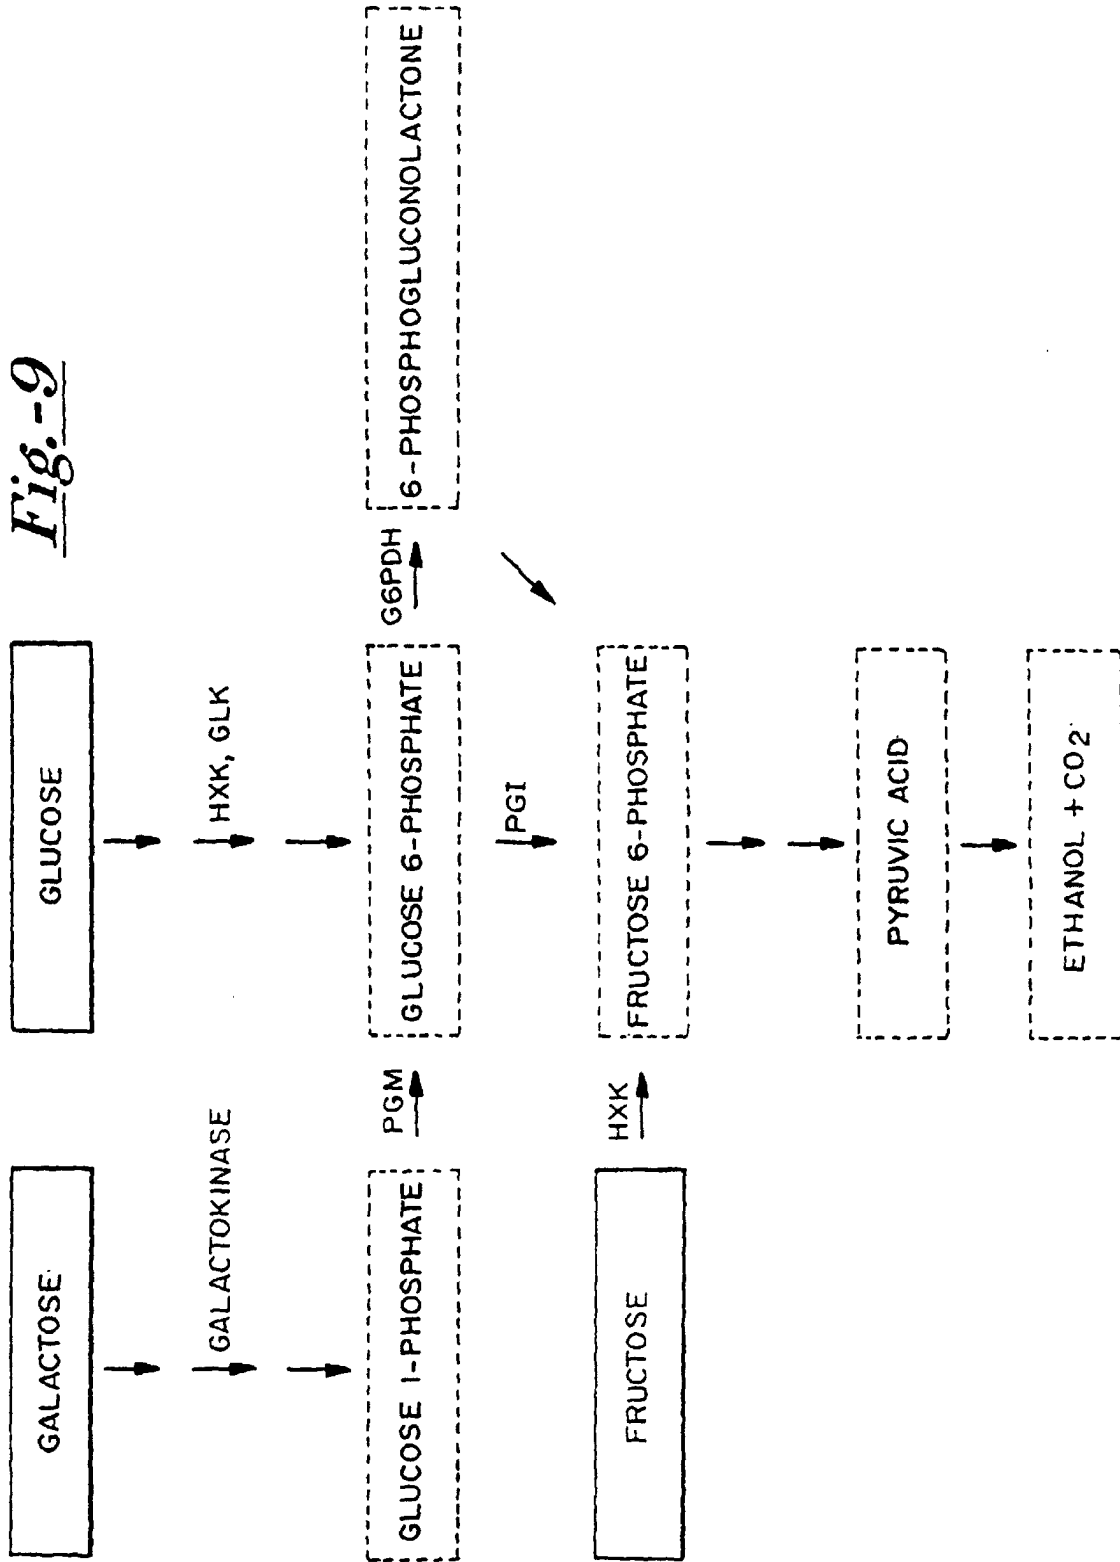 Fig.-9
GALACTOSE
GLUCOSE
GALACTOKINASE
HXK, GLK
GLUCOSE 1-PHOSPHATE
PGM
GLUCOSE 6-PHOSPHATE
G6PDH
6-PHOSPHOGLUCONOLACTONE
PGI
FRUCTOSE
HXK
FRUCTOSE 6-PHOSPHATE
PYRUVIC ACID
ETHANOL + CO2